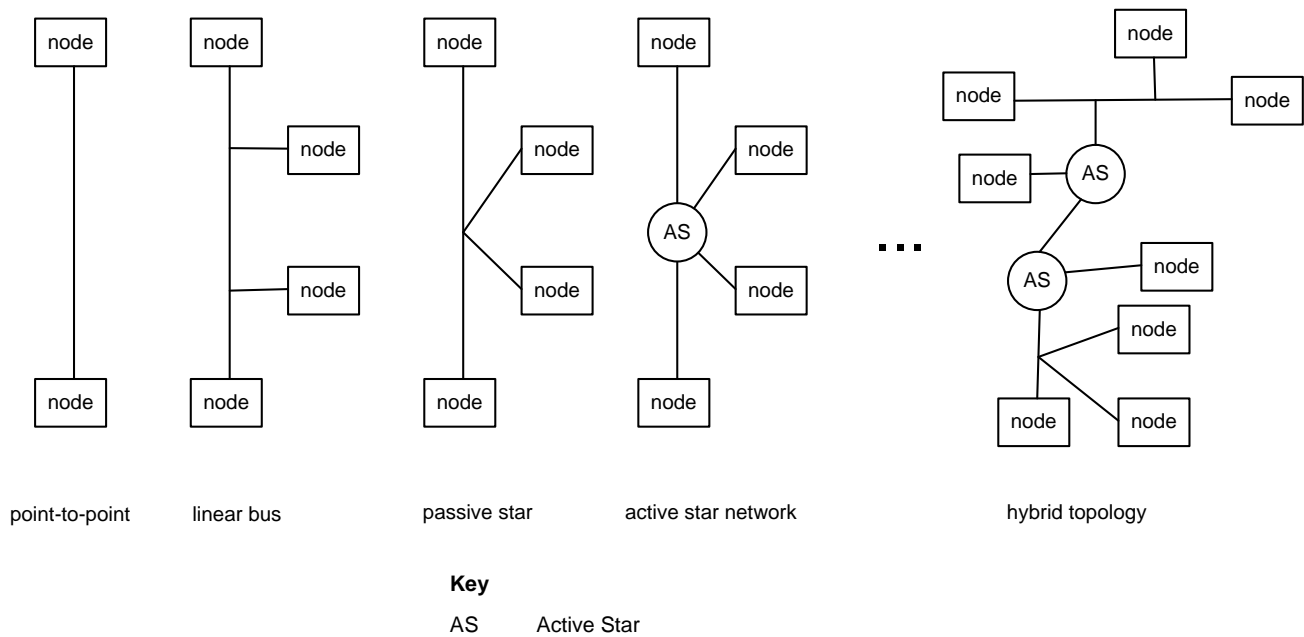 node
node
node
node
node
node
node
node
node
node
node
node
AS
node
node
node
...
node
node
node
node
AS
AS
node
node
node
node
point-to-point
linear bus
passive star
active star network
hybrid topology
Key
AS Active Star